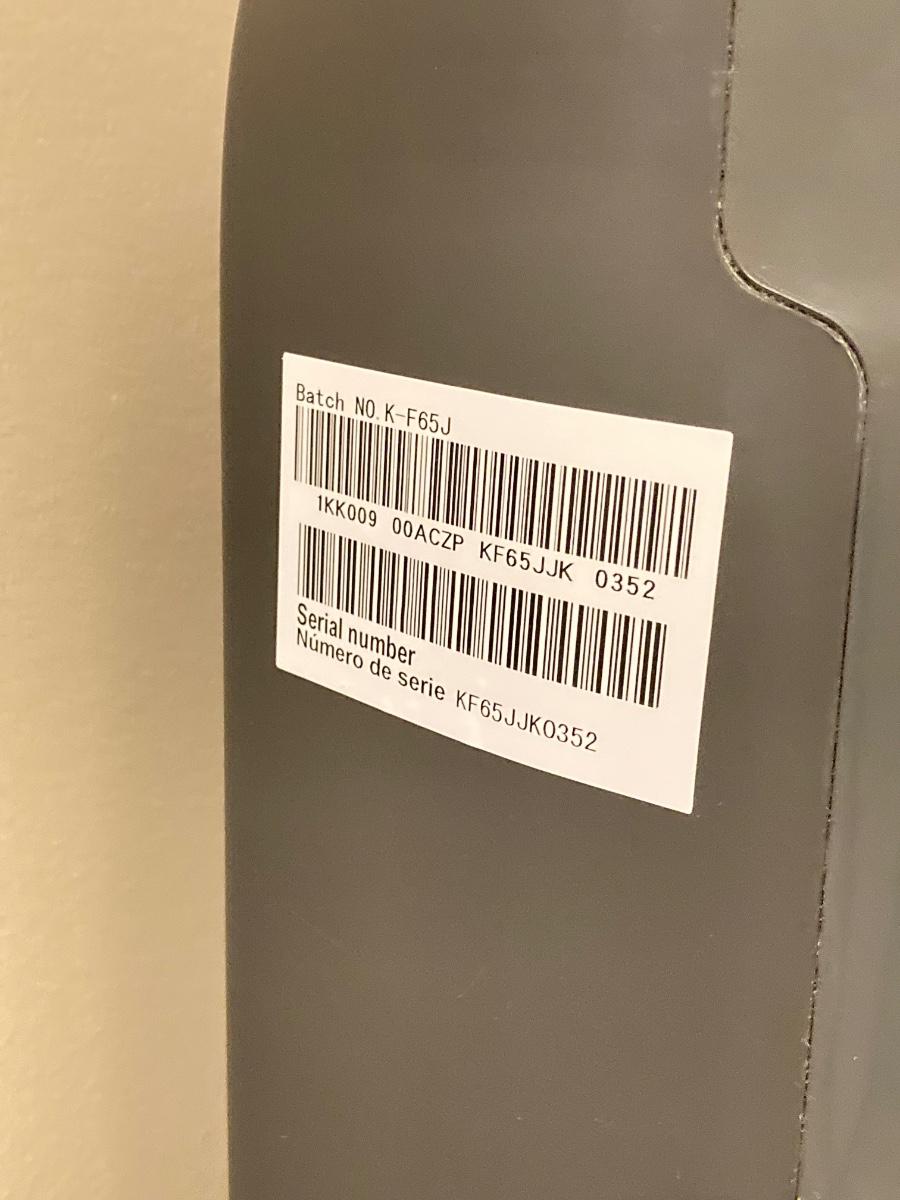 Batch NO.K-F65J
1KK009 00ACZP KF65JJK 0352
Serial number
Número de serie KF65JJK0352